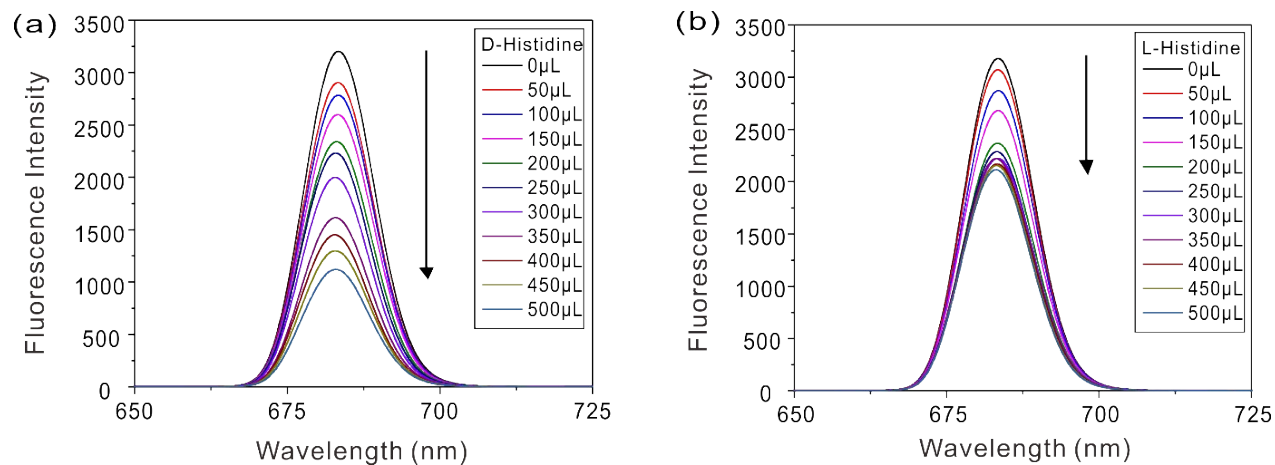 (a)
Fluorescence Intensity
3500
3000
2500
2000
1500
1000
500
0
D-Histidine
0μL
50μL
100μL
150μL
200μL
250μL
300μL
350μL
400μL
450μL
500μL
650
675
700
725
Wavelength (nm)
(b)
Fluorescence Intensity
3500
3000
2500
2000
1500
1000
500
0
L-Histidine
0μL
50μL
100μL
150μL
200μL
250μL
300μL
350μL
400μL
450μL
500μL
650
675
700
725
Wavelength (nm)